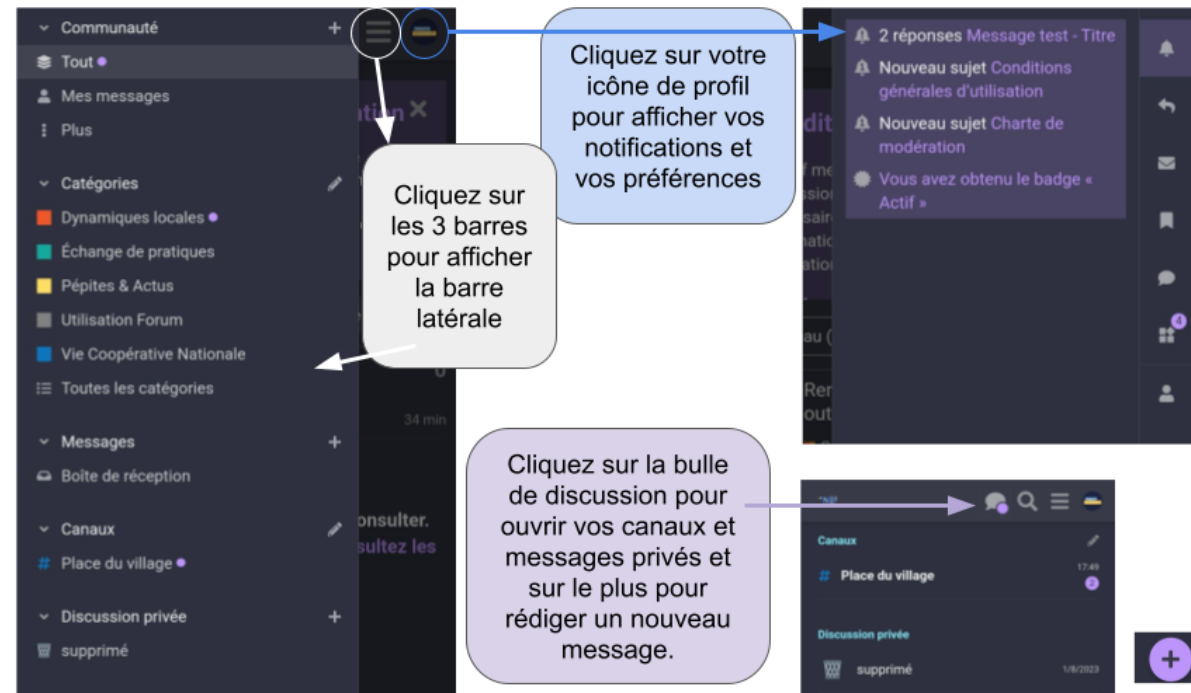 Communauté
Tout
Mes messages
Plus
Catégories
Dynamiques locales
Échange de pratiques
Pépites & Actus
Utilisation Forum
Vie Coopérative Nationale
Toutes les catégories
Messages
Boîte de réception
Canaux
# Place du village
Discussion privée
supprimé
34 min
onsulter.
sultez les
Cliquez sur
les 3 barres
pour afficher
la barre
latérale
Cliquez sur votre
icône de profil
pour afficher vos
notifications et
vos préférences
2 réponses Message test - Titre
Nouveau sujet Conditions
générales d'utilisation
Nouveau sujet Charte de
modération
Vous avez obtenu le badge «
Actif »
4
Cliquez sur la bulle
de discussion pour
ouvrir vos canaux et
messages privés et
sur le plus pour
rédiger un nouveau
message.
Canaux
# Place du village
17:49
2
Discussion privée
supprimé
1/8/2023